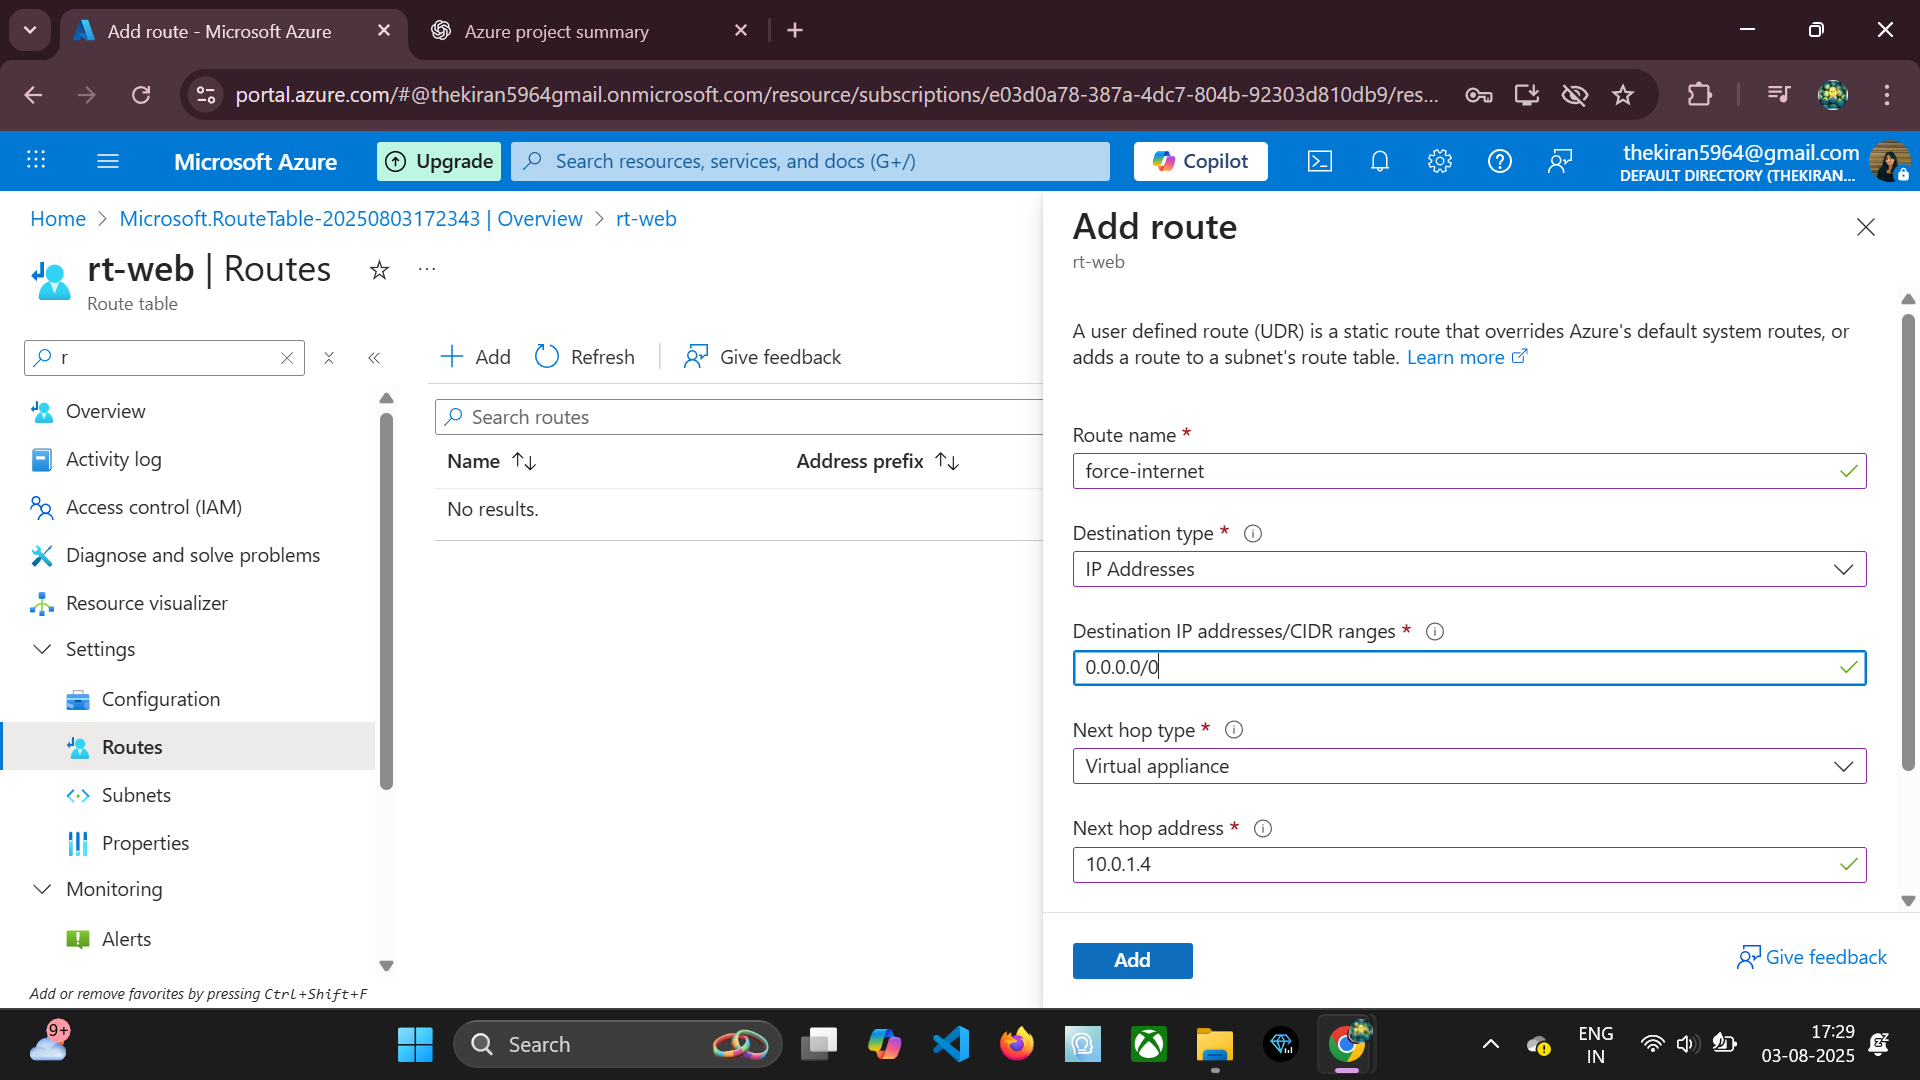 Add route - Microsoft Azure
Azure project summary
portal.azure.com/#@thekiran5964gmail.onmicrosoft.com/resource/subscriptions/e03d0a78-387a-4dc7-804b-92303d810db9/res...
Microsoft Azure
Upgrade
Search resources, services, and docs (G+/)
Copilot
thekiran5964@gmail.com
DEFAULT DIRECTORY (THEKIRAN...
Home > Microsoft.RouteTable-20250803172343 | Overview > rt-web
rt-web | Routes
...
Route table
r
Overview
Activity log
Access control (IAM)
Diagnose and solve problems
Resource visualizer
Settings
Configuration
Routes
Subnets
Properties
Monitoring
Alerts
Add or remove favorites by pressing Ctrl+Shift+F
Add
Refresh
Give feedback
Search routes
Name
Address prefix
No results.
Add route
rt-web
A user defined route (UDR) is a static route that overrides Azure's default system routes, or
adds a route to a subnet's route table. Learn more
Route name *
force-internet
Destination type *
IP Addresses
Destination IP addresses/CIDR ranges *
0.0.0.0/0
Next hop type *
Virtual appliance
Next hop address *
10.0.1.4
Add
Give feedback
9+
Search
ENG
IN
17:29
03-08-2025